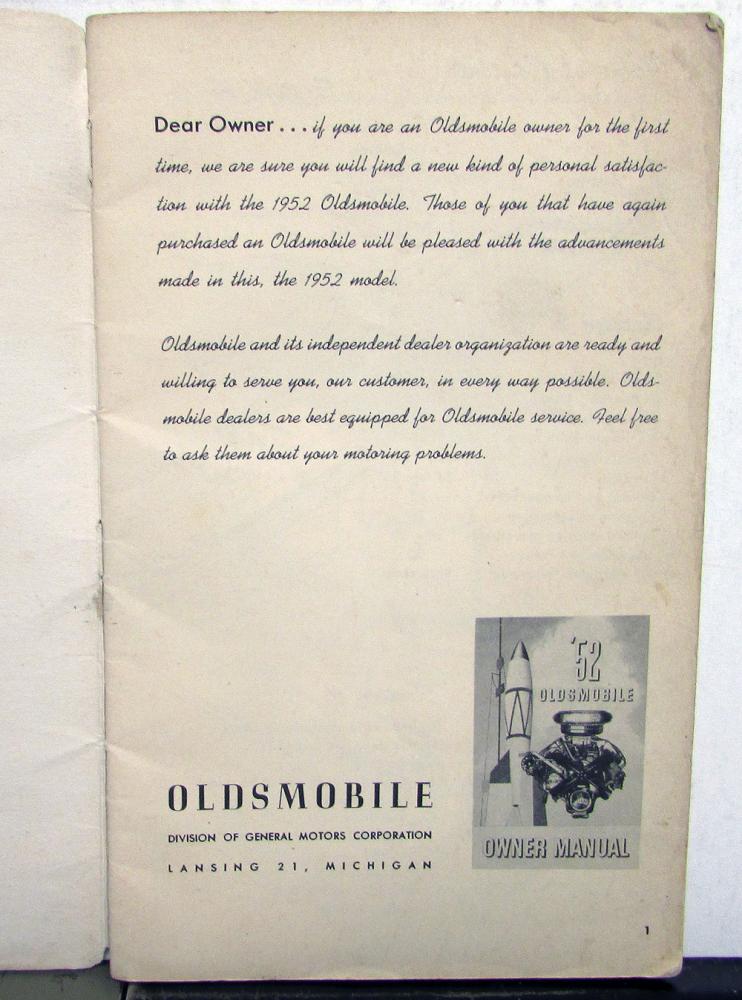 Dear Owner . . . if you are an Oldsmobile owner for the first
time, we are sure you will find a new kind of personal satisfac-
tion with the 1952 Oldsmobile. Those of you that have again
purchased an Oldsmobile will be pleased with the advancements
made in this, the 1952 model.
Oldsmobile and its independent dealer organization are ready and
willing to serve you, our customer, in every way possible. Olds-
mobile dealers are best equipped for Oldsmobile service. Feel free
to ask them about your motoring problems.
'52
OLDSMOBILE
OWNER MANUAL
OLDSMOBILE
DIVISION OF GENERAL MOTORS CORPORATION
LANSING 21, MICHIGAN
1